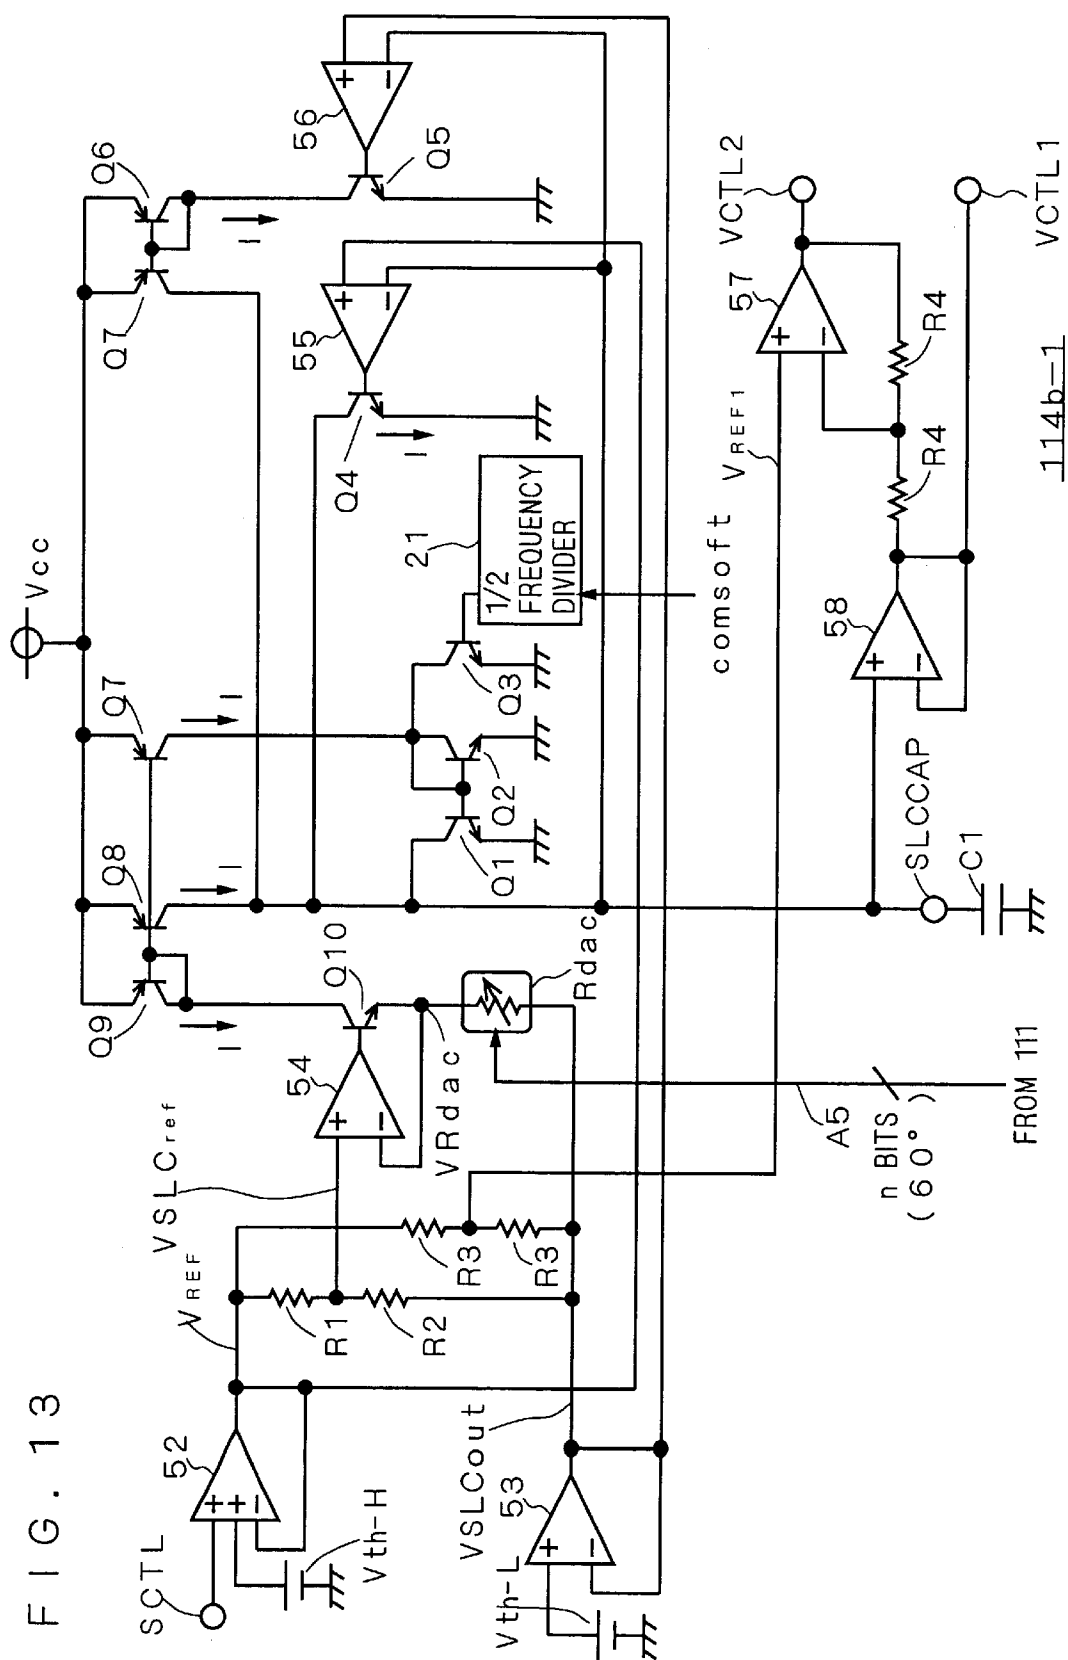 FIG. 13
SCTL
52
Vth-H
VREF
VSLCref
R1
R2
R3
R3
VSLCout
53
Vth-L
54
Q10
VRdac
Rdac
A5
n BITS
(60°)
FROM 111
Q9
Q8
Q7
Vcc
Q7
Q6
I
I
I
I
I
Q1
Q2
Q3
21
1/2
FREQUENCY
DIVIDER
comsoft
Q4
55
Q5
56
SLCCAP
C1
58
VREF1
57
R4
R4
VCTL2
VCTL1
114b-1
+
+
−
+
−
+
−
+
−
+
−
+
−
+
−